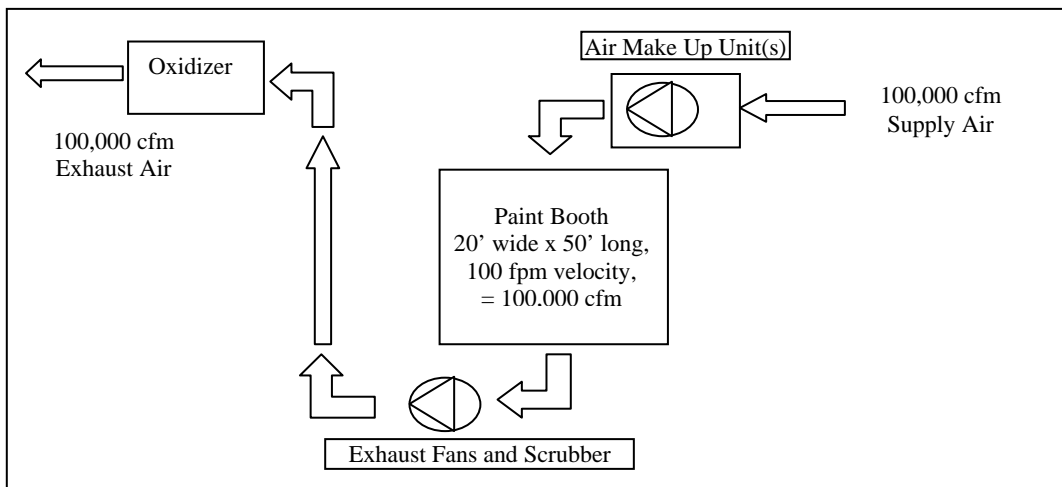 Air Make Up Unit(s)
Oxidizer
100,000 cfm
Supply Air
100,000 cfm
Exhaust Air
Paint Booth
20’ wide x 50’ long,
100 fpm velocity,
= 100,000 cfm
Exhaust Fans and Scrubber